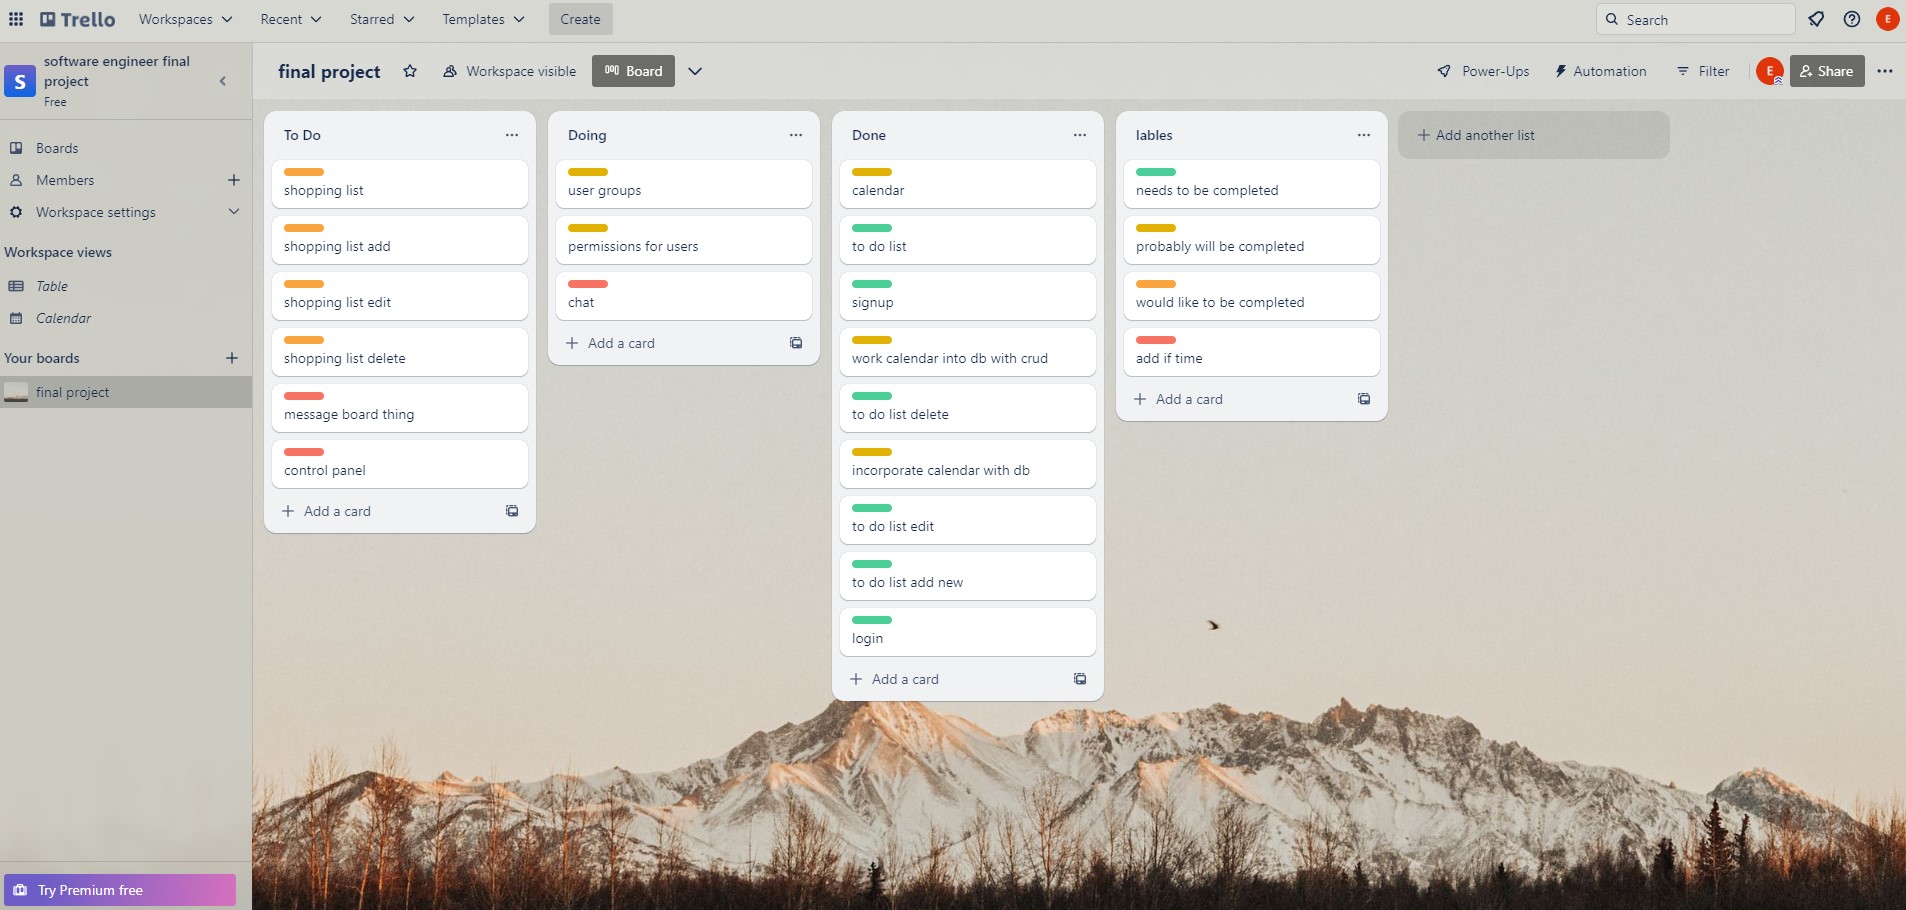 Trello
Workspaces
Recent
Starred
Templates
Create
Search
E
S
software engineer final
project
Free
Boards
Members
Workspace settings
Workspace views
Table
Calendar
Your boards
final project
Try Premium free
final project
Workspace visible
Board
Power-Ups
Automation
Filter
E
Share
To Do
shopping list
shopping list add
shopping list edit
shopping list delete
message board thing
control panel
Add a card
Doing
user groups
permissions for users
chat
Add a card
Done
calendar
to do list
signup
work calendar into db with crud
to do list delete
incorporate calendar with db
to do list edit
to do list add new
login
Add a card
lables
needs to be completed
probably will be completed
would like to be completed
add if time
Add a card
Add another list